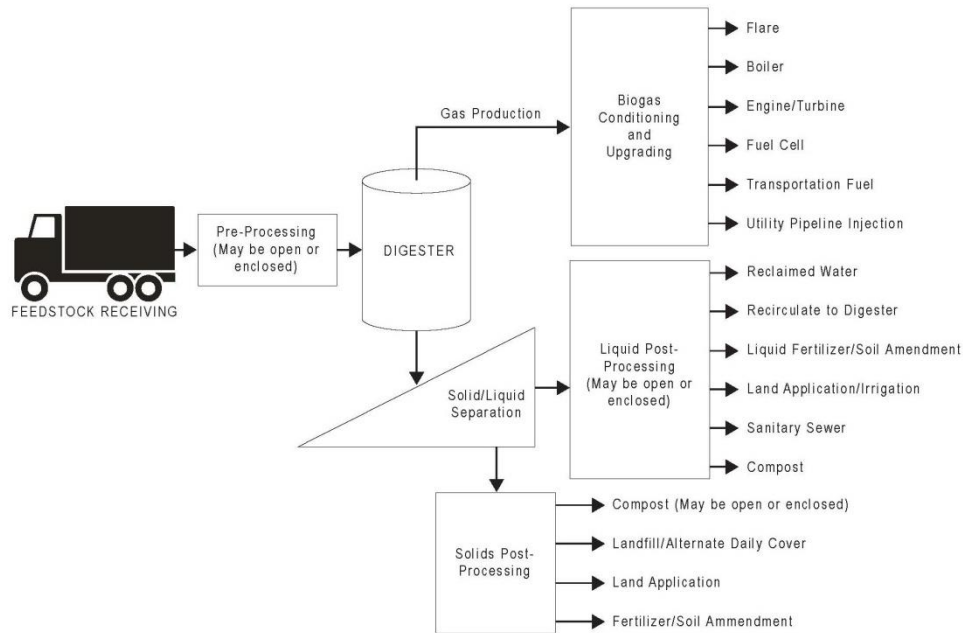 Flare
Boiler
Engine/Turbine
Fuel Cell
Transportation Fuel
Utility Pipeline Injection
Biogas
Conditioning
and
Upgrading
Gas Production
Pre-Processing
(May be open or
enclosed)
DIGESTER
FEEDSTOCK RECEIVING
Reclaimed Water
Recirculate to Digester
Liquid Fertilizer/Soil Amendment
Land Application/Irrigation
Sanitary Sewer
Compost
Liquid Post-
Processing
(May be open or
enclosed)
Solid/Liquid
Separation
Compost (May be open or enclosed)
Landfill/Alternate Daily Cover
Land Application
Fertilizer/Soil Ammendment
Solids Post-
Processing